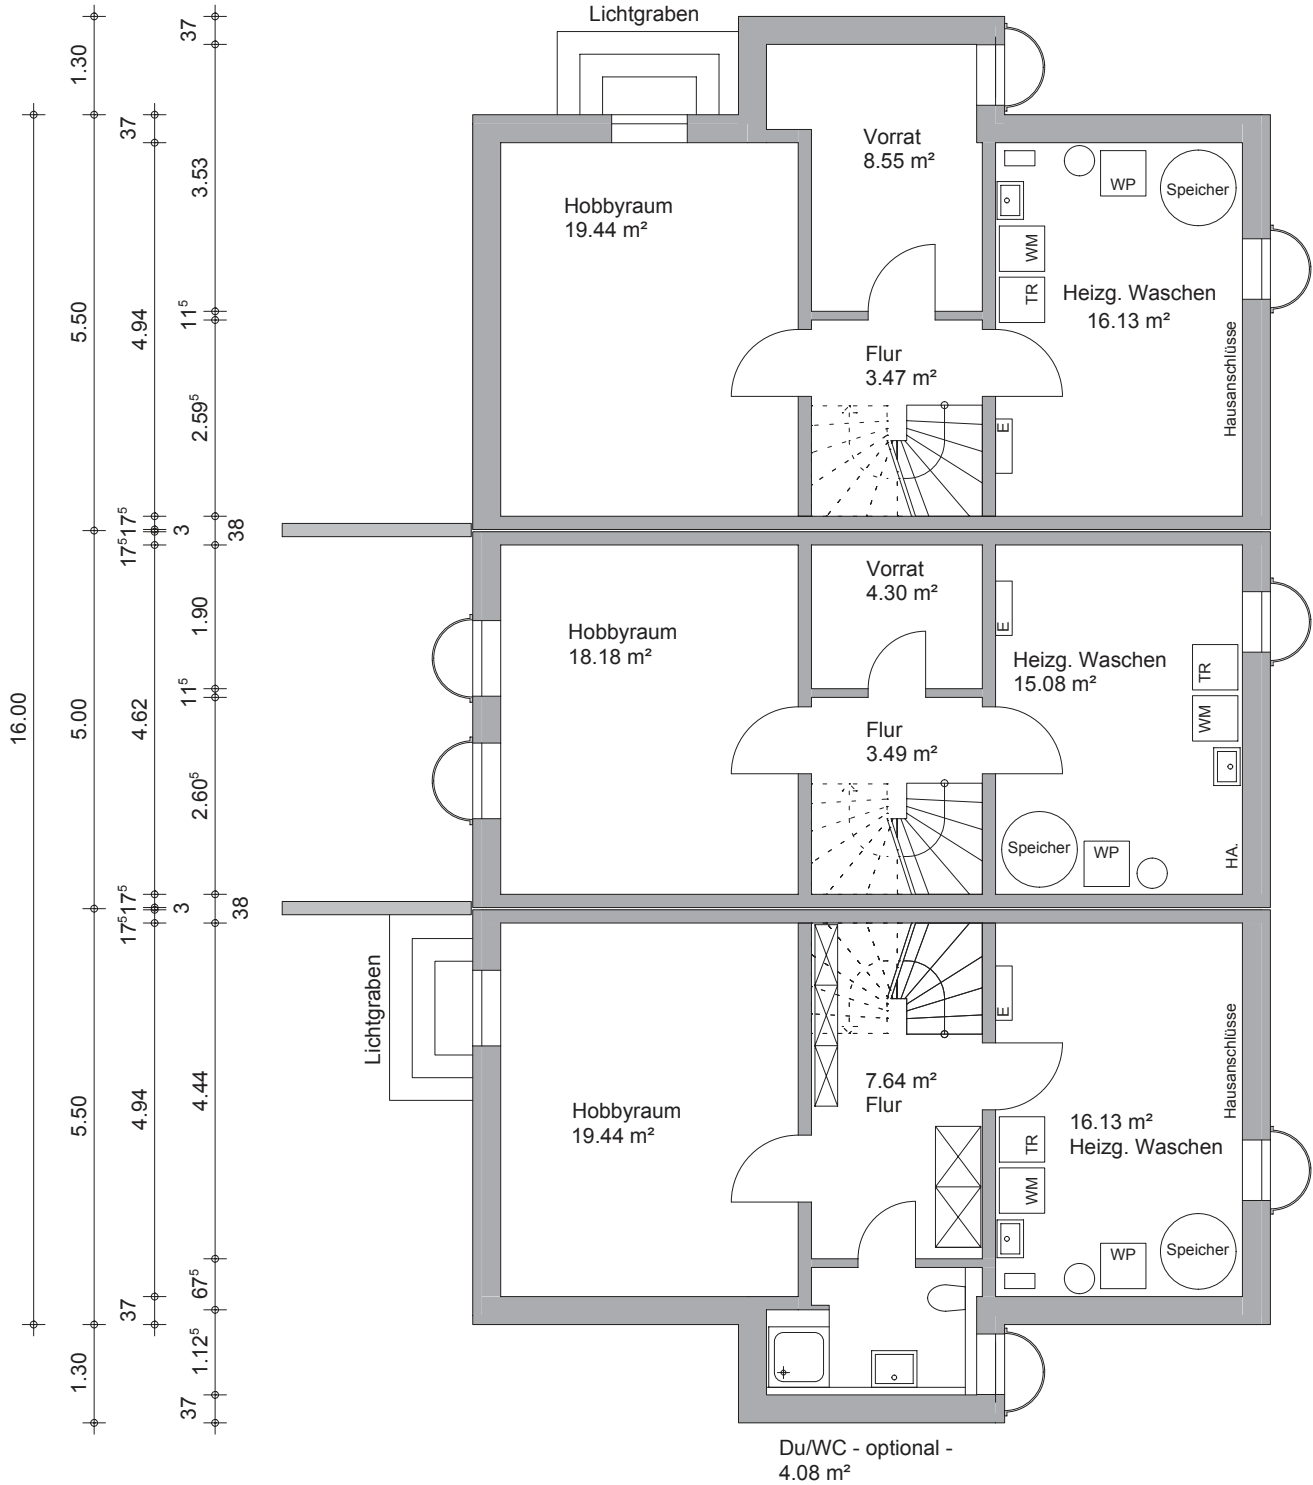 Lichtgraben
Vorrat
8.55 m²
WP
Speicher
Hobbyraum
19.44 m²
WM
TR
Heizg. Waschen
16.13 m²
Hausanschlüsse
Flur
3.47 m²
E
Vorrat
4.30 m²
E
Hobbyraum
18.18 m²
Heizg. Waschen
15.08 m²
TR
WM
Flur
3.49 m²
Speicher
WP
HA.
Lichtgraben
E
Hausanschlüsse
7.64 m²
Flur
Hobbyraum
19.44 m²
16.13 m²
Heizg. Waschen
TR
WM
WP
Speicher
Du/WC - optional -
4.08 m²
16.00
1.30
5.50
5.00
5.50
1.30
37
4.94
17⁵
3
17⁵
4.62
17⁵
3
17⁵
4.94
37
37
3.53
11⁵
2.59⁵
38
1.90
11⁵
2.60⁵
38
4.44
67⁵
1.12⁵
37